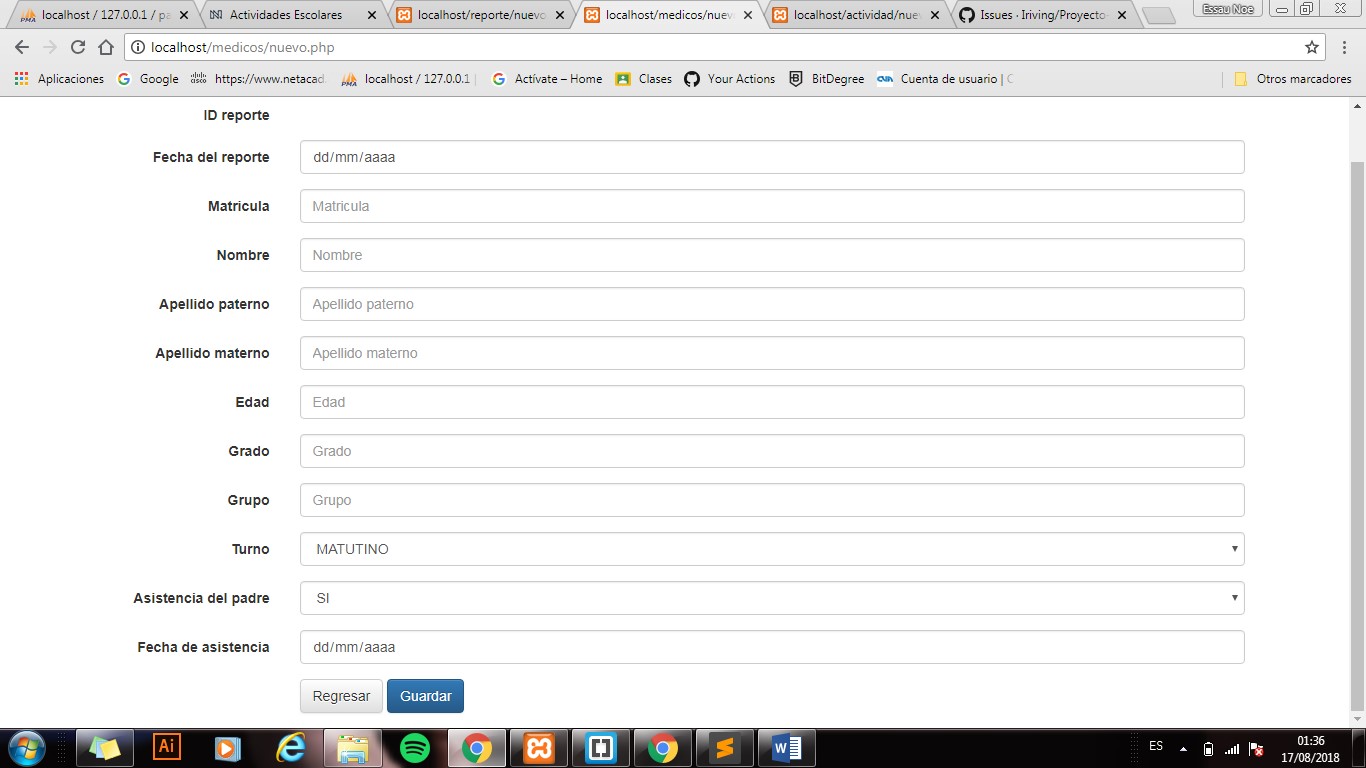 Essau Noe
localhost / 127.0.0.1 / pa
Actividades Escolares
localhost/reporte/nuevo
localhost/medicos/nuevo
localhost/actividad/nue
Issues · Iriving/Proyecto
localhost/medicos/nuevo.php
Aplicaciones
Google
cisco
https://www.netacad
PMA
localhost / 127.0.0.1
Actívate – Home
Clases
Your Actions
BitDegree
Cuenta de usuario | C
Otros marcadores
ID reporte
Fecha del reporte
dd/mm/aaaa
Matricula
Matricula
Nombre
Nombre
Apellido paterno
Apellido paterno
Apellido materno
Apellido materno
Edad
Edad
Grado
Grado
Grupo
Grupo
Turno
MATUTINO
Asistencia del padre
SI
Fecha de asistencia
dd/mm/aaaa
Regresar
Guardar
Ai
ES
01:36
17/08/2018